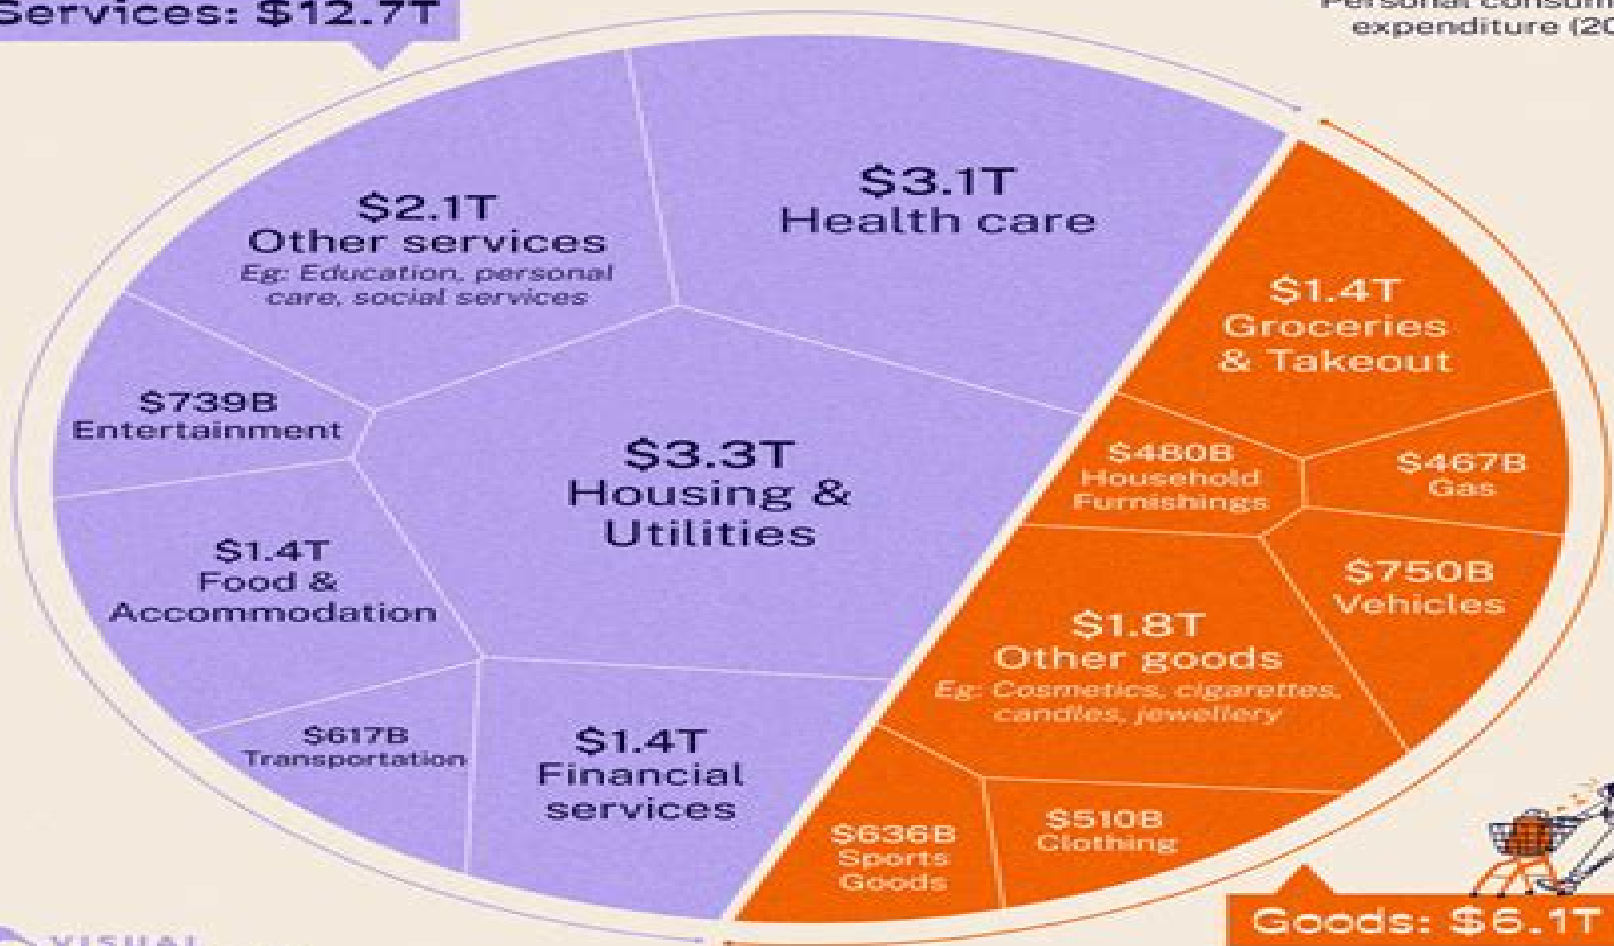 Services: $12.7T
expenditure (20
$3.1T
Health care
$2.1T
Other services
Eg: Education, personal
care, social services
$1.4T
Groceries
& Takeout
$739B
Entertainment
$3.3T
Housing &
Utilities
$480B
Household
Furnishings
$467B
Gas
$1.4T
Food &
Accommodation
$750B
Vehicles
$1.8T
Other goods
Eg: Cosmetics, cigarettes,
candles, jewellery
$617B
Transportation
$1.4T
Financial
services
$636B
Sports
Goods
$510B
Clothing
Goods: $6.1T
VISUAL